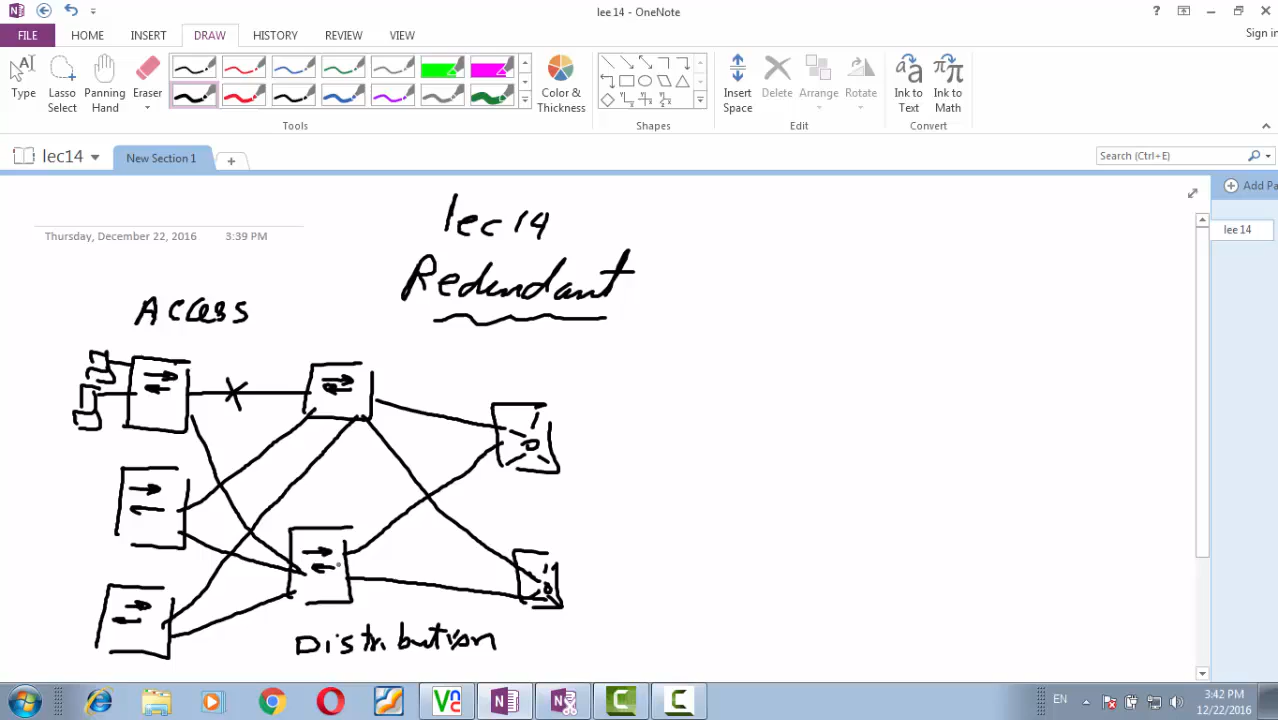 lee 14 - OneNote
?
Sign in
FILE HOME INSERT DRAW HISTORY REVIEW VIEW
Type
Lasso Select
Panning Hand
Eraser
Color & Thickness
Insert Space
Delete
Arrange
Rotate
Ink to Text
Ink to Math
Tools
Shapes
Edit
Convert
lec14
New Section 1
Search (Ctrl+E)
Add Pa
lee 14
Thursday, December 22, 2016 3:39 PM
lec 14
Redundant
Access
Distribution
EN
3:42 PM
12/22/2016